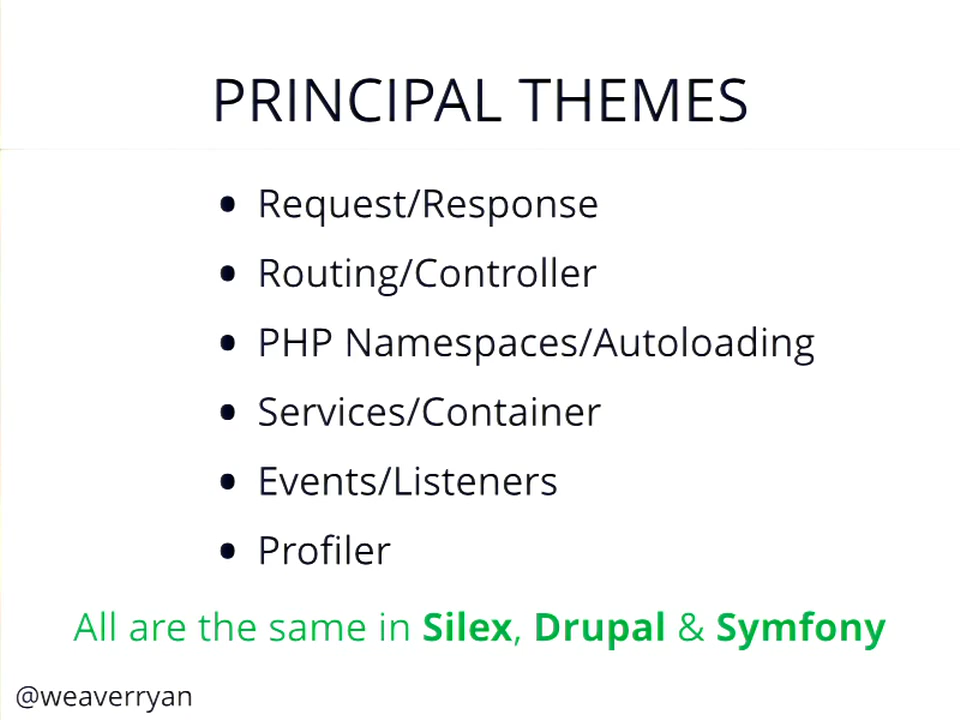 PRINCIPAL THEMES
• Request/Response
• Routing/Controller
• PHP Namespaces/Autoloading
• Services/Container
• Events/Listeners
• Profiler
All are the same in Silex, Drupal & Symfony
@weaverryan